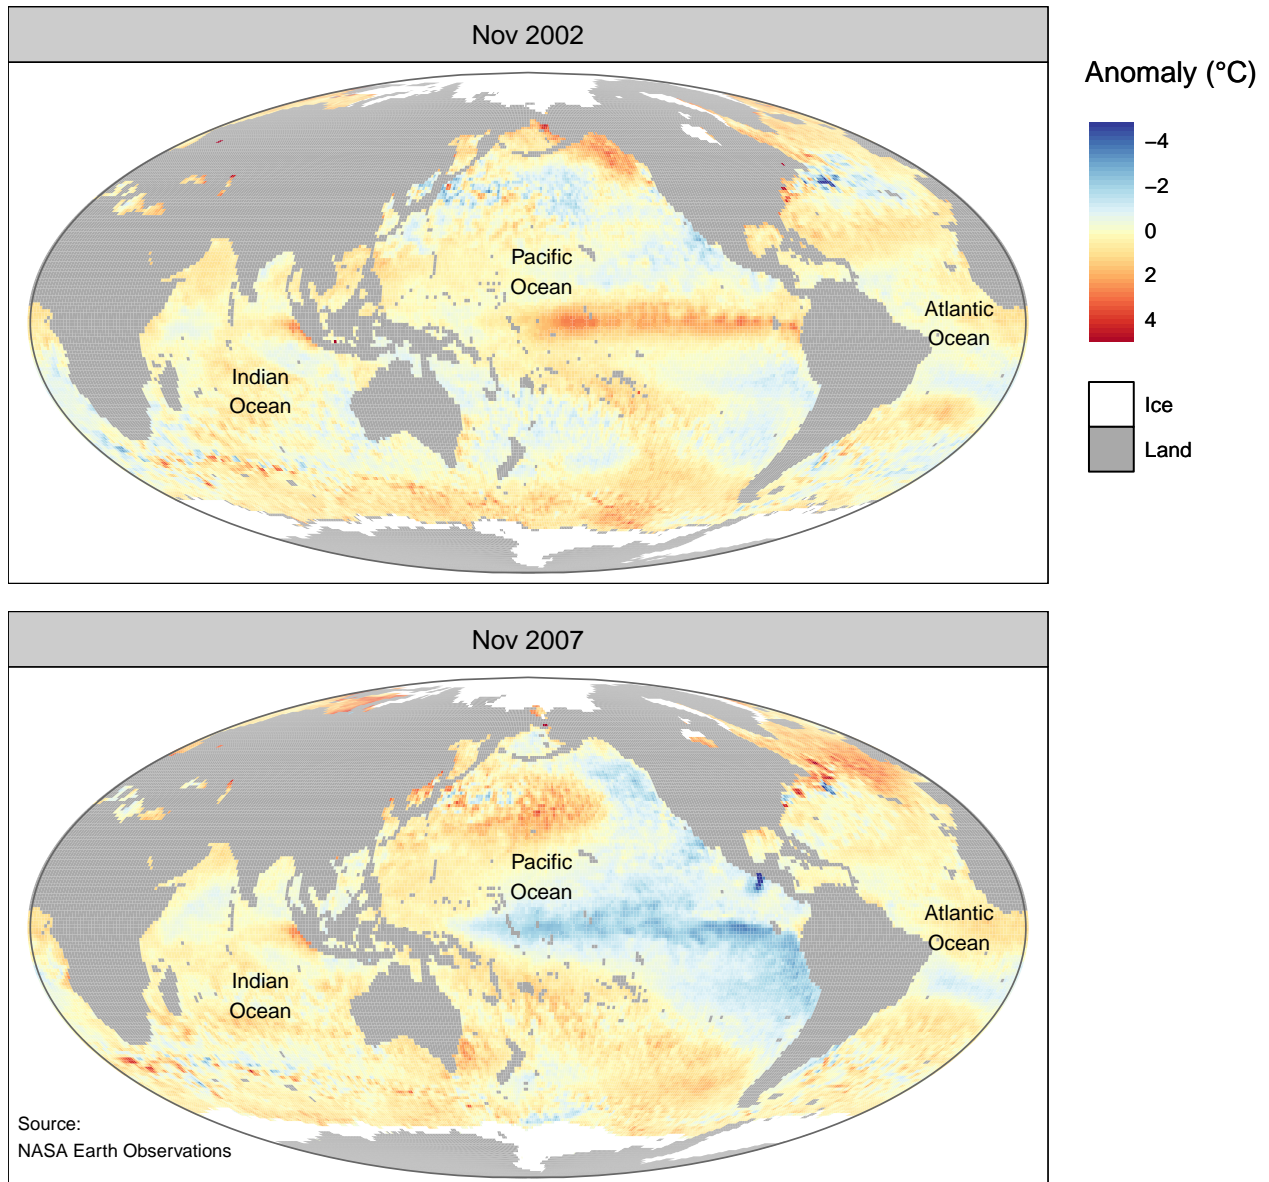 Nov 2002
Anomaly (°C)
−4
−2
0
2
4
Ice
Land
Pacific
Ocean
Atlantic
Ocean
Indian
Ocean
Nov 2007
Pacific
Ocean
Atlantic
Ocean
Indian
Ocean
Source:
NASA Earth Observations